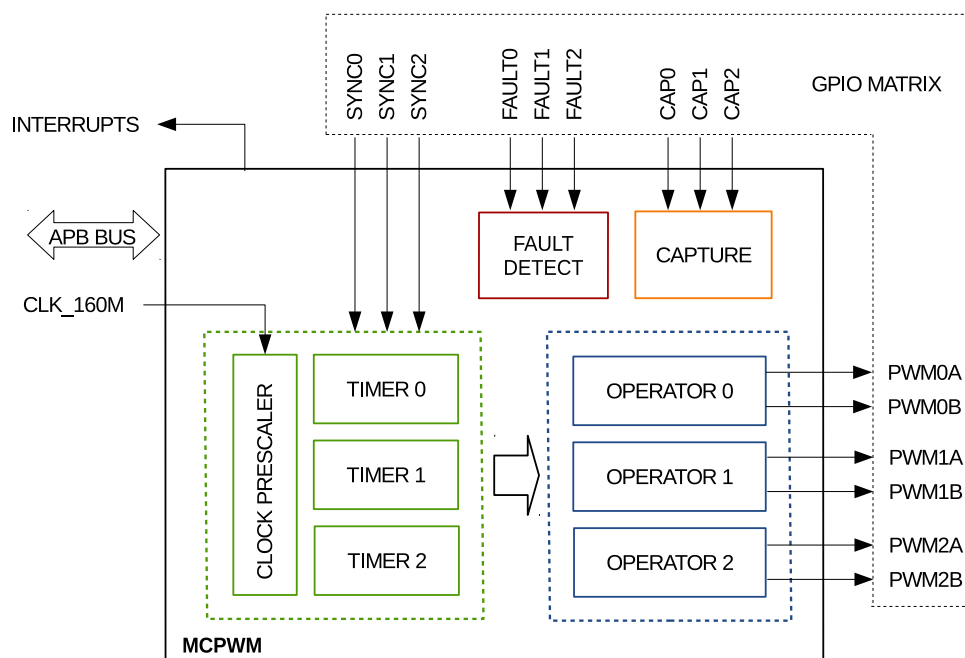 SYNC0
SYNC1
SYNC2
FAULT0
FAULT1
FAULT2
CAP0
CAP1
CAP2
GPIO MATRIX
INTERRUPTS
APB BUS
FAULT
DETECT
CAPTURE
CLK_160M
CLOCK PRESCALER
TIMER 0
TIMER 1
TIMER 2
OPERATOR 0
OPERATOR 1
OPERATOR 2
PWM0A
PWM0B
PWM1A
PWM1B
PWM2A
PWM2B
MCPWM